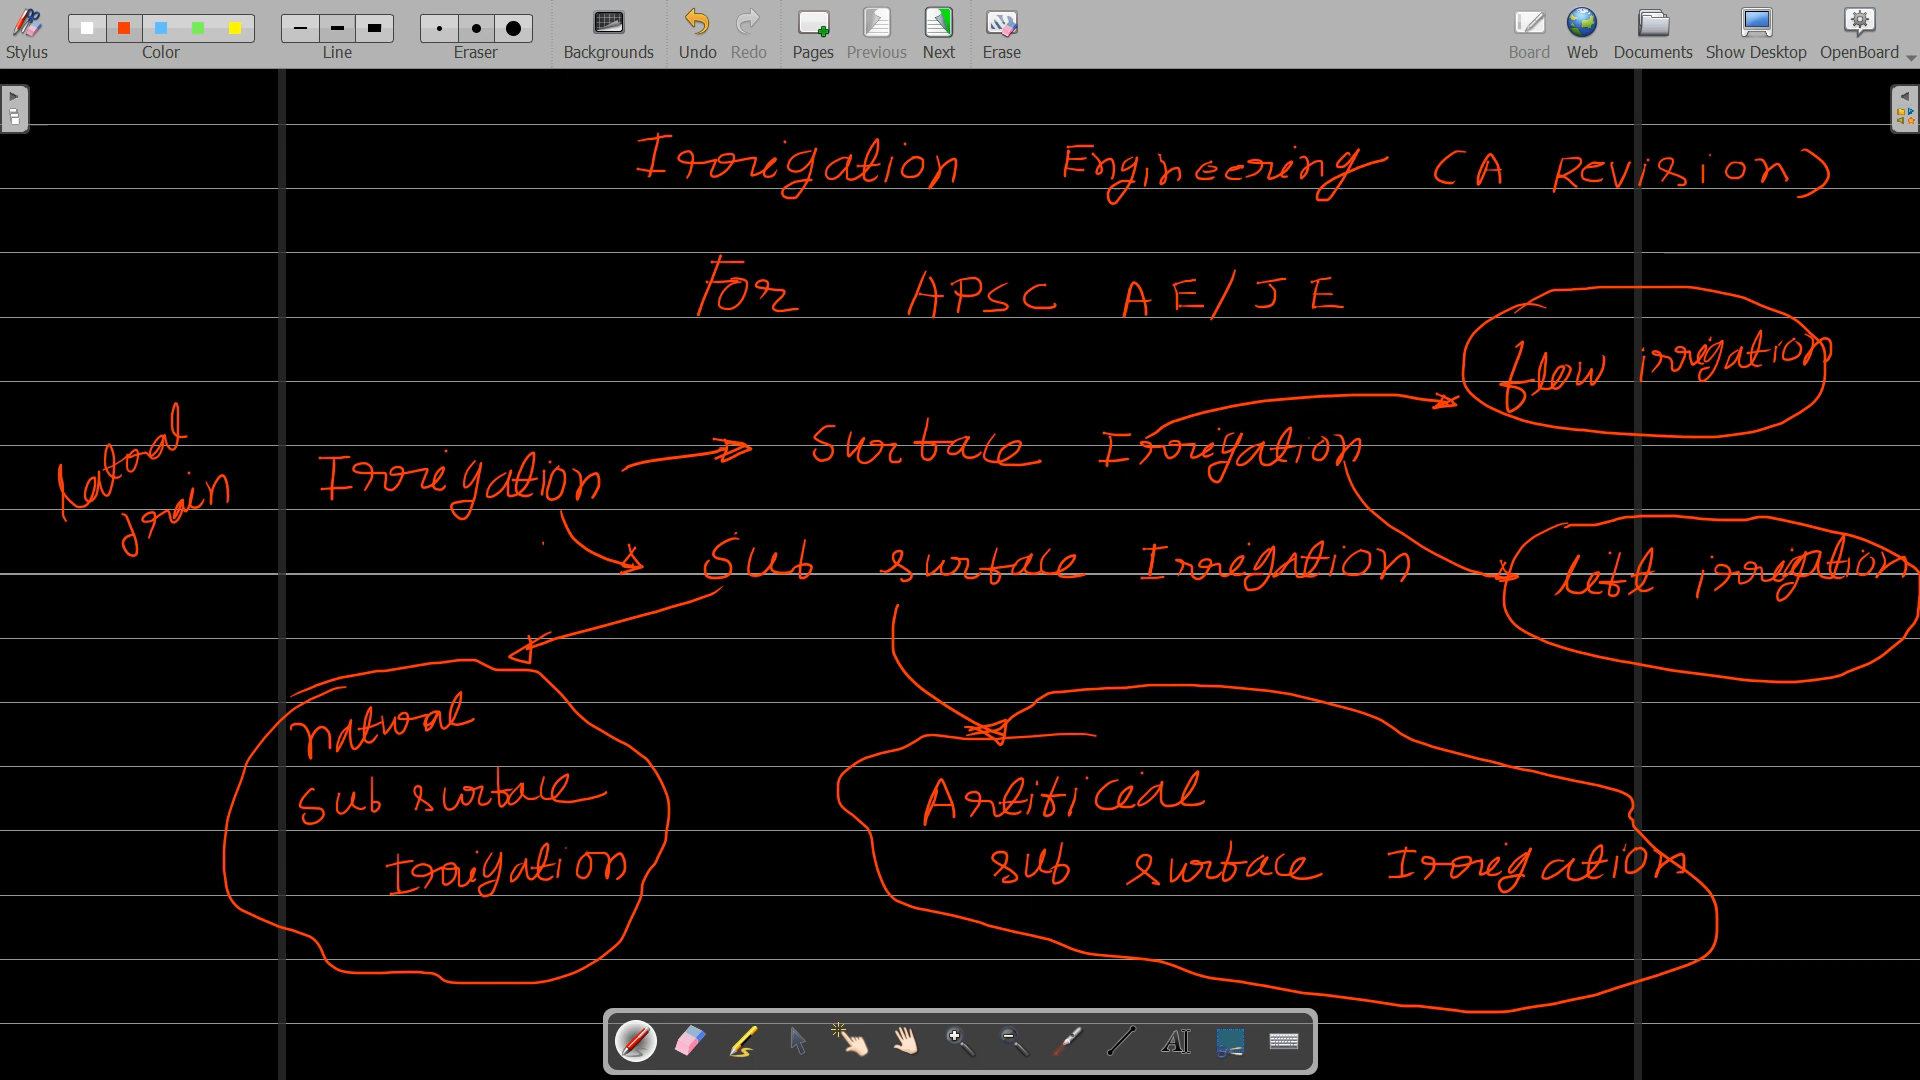 Stylus Color Line Eraser Backgrounds Undo Redo Pages Previous Next Erase Board Web Documents Show Desktop OpenBoard
Irrigation Engineering (A Revision)
For APSC AE/JE
flow irrigation
Surface Irrigation
Irrigation
Lateral
drain
Sub surface Irrigation
lift irrigation
natural
sub surface
Irrigation
Artificial
sub surface Irrigation